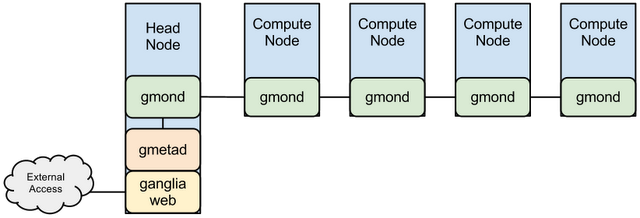 Head
Node
Compute
Node
Compute
Node
Compute
Node
Compute
Node
gmond
gmond
gmond
gmond
gmond
gmetad
ganglia
web
External
Access